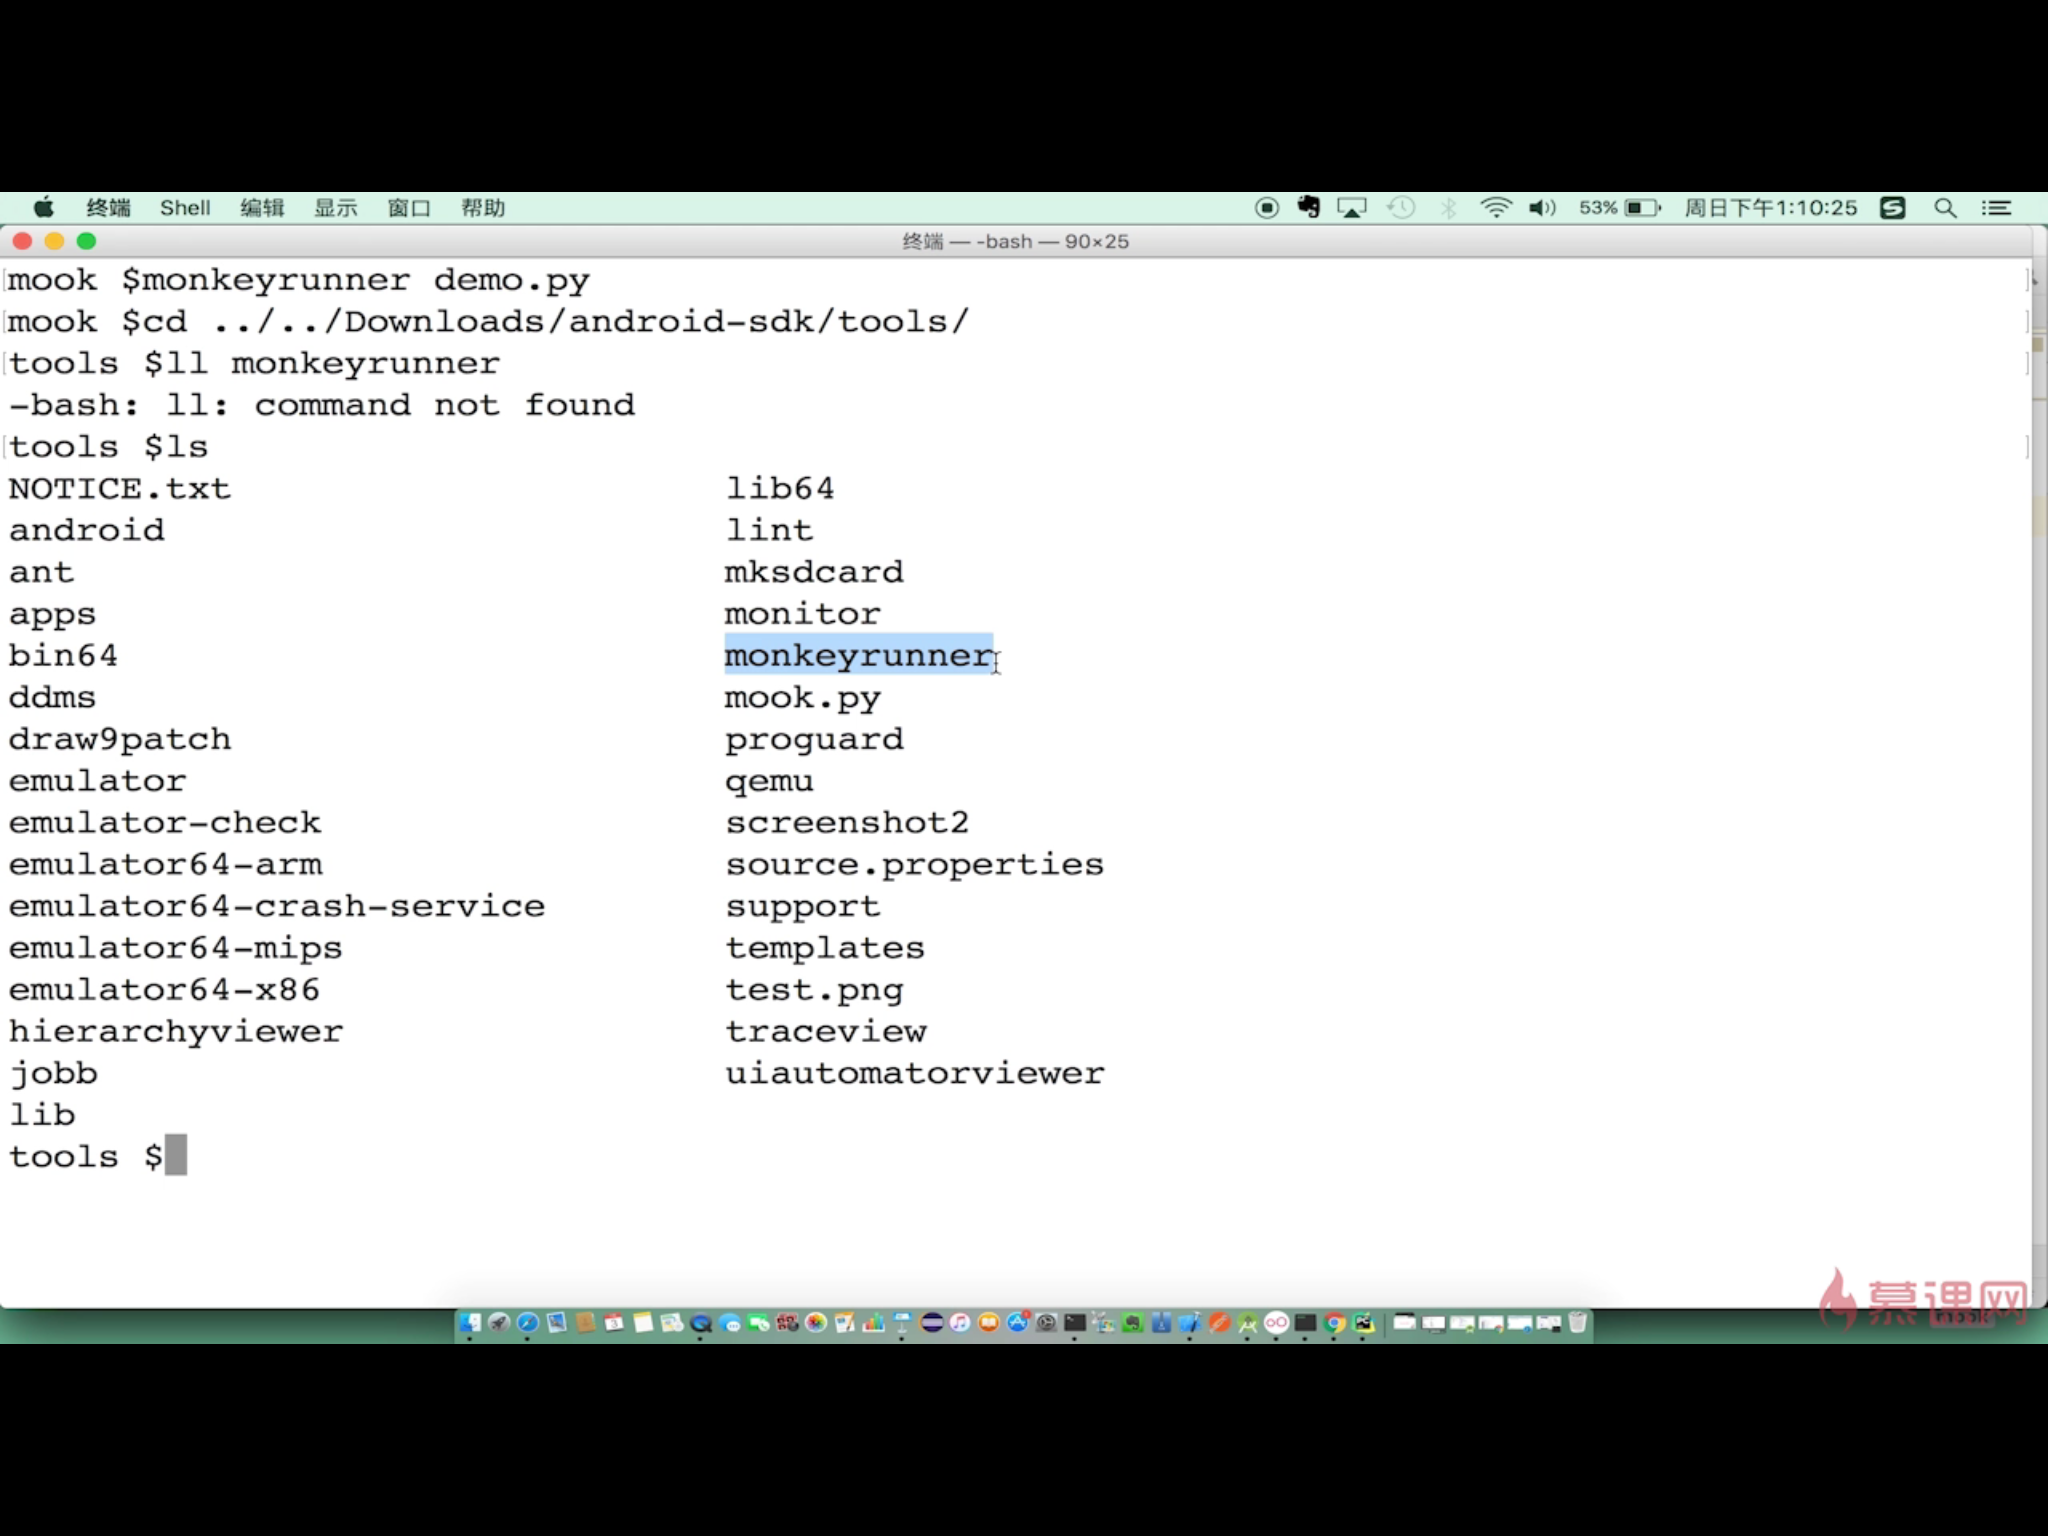 终端 Shell 编辑 显示 窗口 帮助 53% 周日下午1:10:25
终端 — -bash — 90×25
mook $monkeyrunner demo.py
mook $cd ../../Downloads/android-sdk/tools/
tools $ll monkeyrunner
-bash: ll: command not found
tools $ls
NOTICE.txt lib64
android lint
ant mksdcard
apps monitor
bin64 monkeyrunner
ddms mook.py
draw9patch proguard
emulator qemu
emulator-check screenshot2
emulator64-arm source.properties
emulator64-crash-service support
emulator64-mips templates
emulator64-x86 test.png
hierarchyviewer traceview
jobb uiautomatorviewer
lib
tools $
慕课网